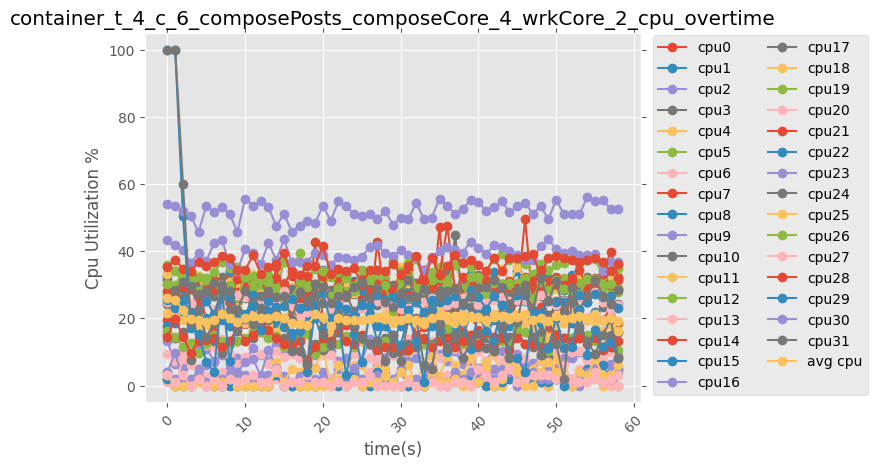 container_t_4_c_6_composePosts_composeCore_4_wrkCore_2_cpu_overtime
Cpu Utilization %
100
80
60
40
20
0
0
10
20
30
40
50
60
time(s)
cpu0
cpu1
cpu2
cpu3
cpu4
cpu5
cpu6
cpu7
cpu8
cpu9
cpu10
cpu11
cpu12
cpu13
cpu14
cpu15
cpu16
cpu17
cpu18
cpu19
cpu20
cpu21
cpu22
cpu23
cpu24
cpu25
cpu26
cpu27
cpu28
cpu29
cpu30
cpu31
avg cpu